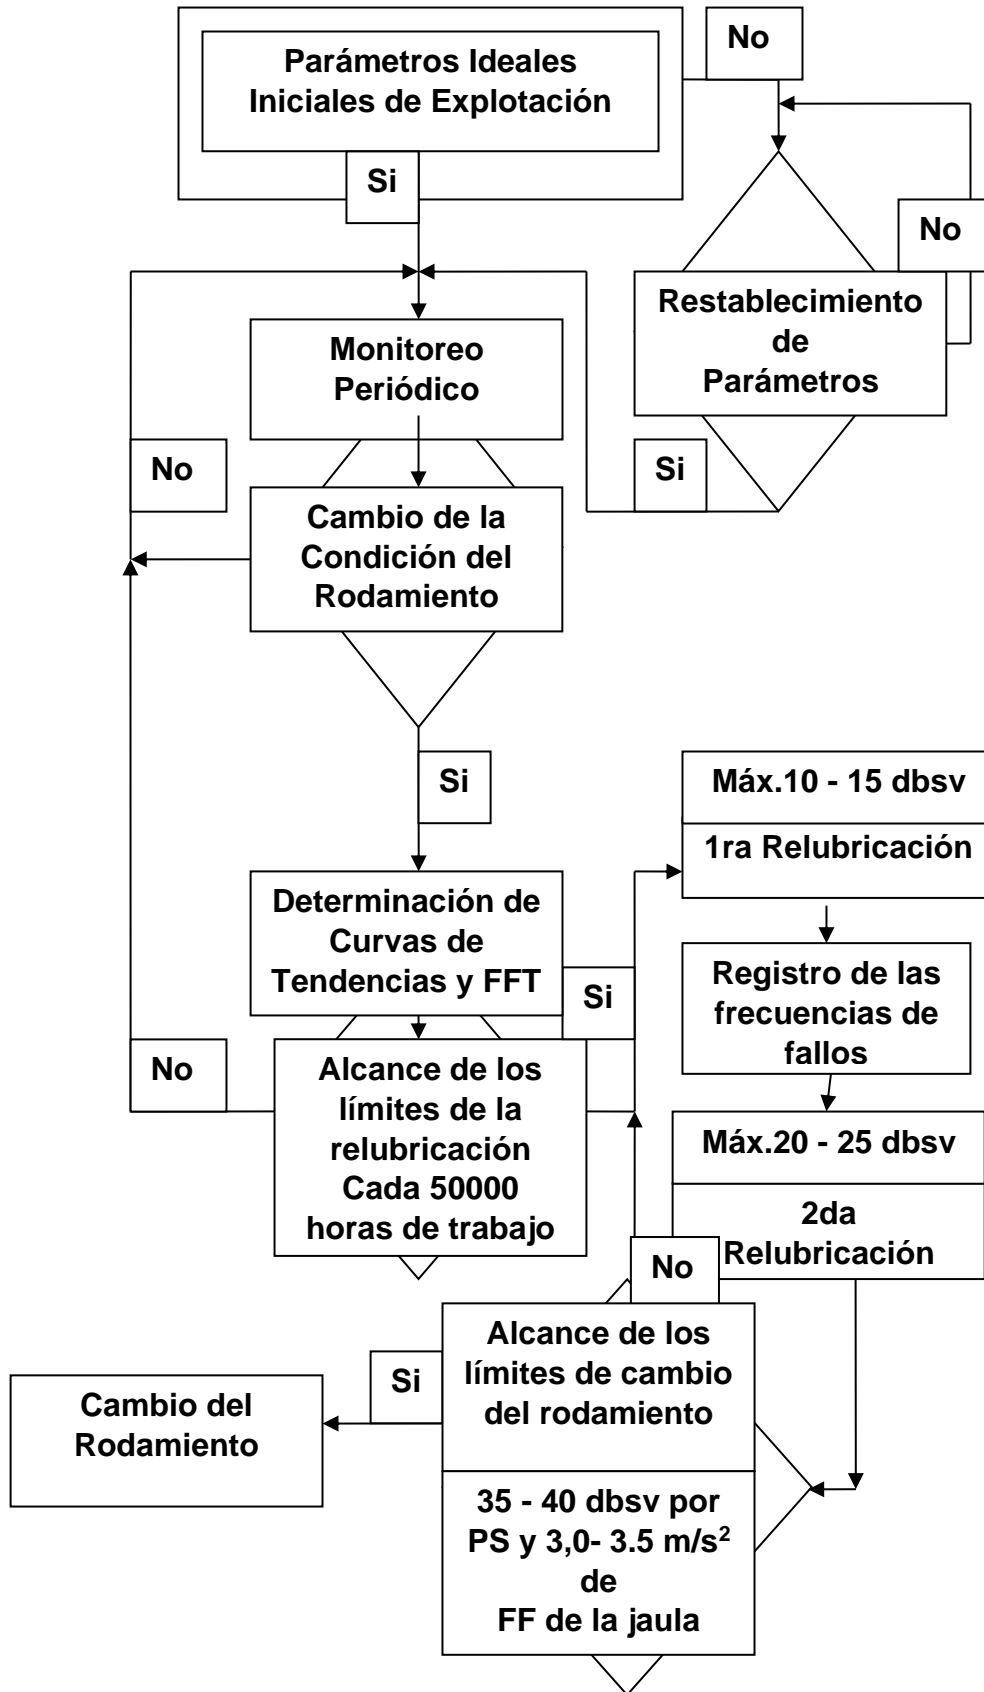 Parámetros Ideales
Iniciales de Explotación
No
Si
No
Restablecimiento
de
Parámetros
Monitoreo
Periódico
No
Si
Cambio de la
Condición del
Rodamiento
Si
Máx.10 - 15 dbsv
1ra Relubricación
Determinación de
Curvas de
Tendencias y FFT
Si
Registro de las
frecuencias de
fallos
No
Alcance de los
límites de la
relubricación
Cada 50000
horas de trabajo
Máx.20 - 25 dbsv
2da
Relubricación
No
Alcance de los
límites de cambio
del rodamiento
Si
Cambio del
Rodamiento
35 - 40 dbsv por
PS y 3,0- 3.5 m/s²
de
FF de la jaula